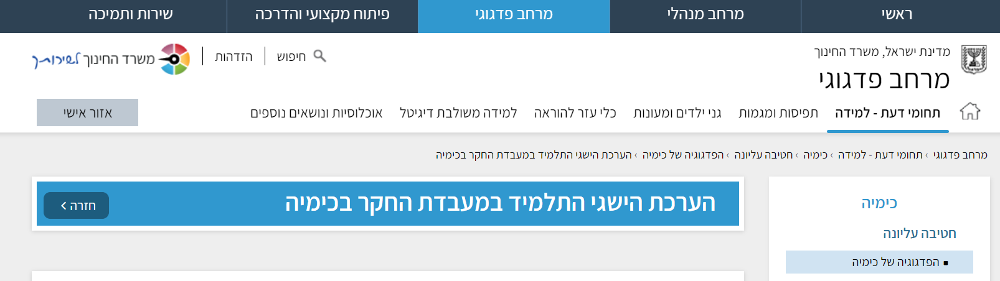 ראשי מרחב מנהלי מרחב פדגוגי פיתוח מקצועי והדרכה שירות ותמיכה
מדינת ישראל, משרד החינוך
מרחב פדגוגי
חיפוש | הזדהות | משרד החינוך לשירותך
תחומי דעת - למידה תפיסות ומגמות גני ילדים ומעונות כלי עזר להוראה למידה משולבת דיגיטל אוכלוסיות ונושאים נוספים אזור אישי
מרחב פדגוגי › תחומי דעת - למידה › כימיה › חטיבה עליונה › הפדגוגיה של כימיה › הערכת הישגי התלמיד במעבדת החקר בכימיה
כימיה
חטיבה עליונה
▪ הפדגוגיה של כימיה
הערכת הישגי התלמיד במעבדת החקר בכימיה
חזרה ›